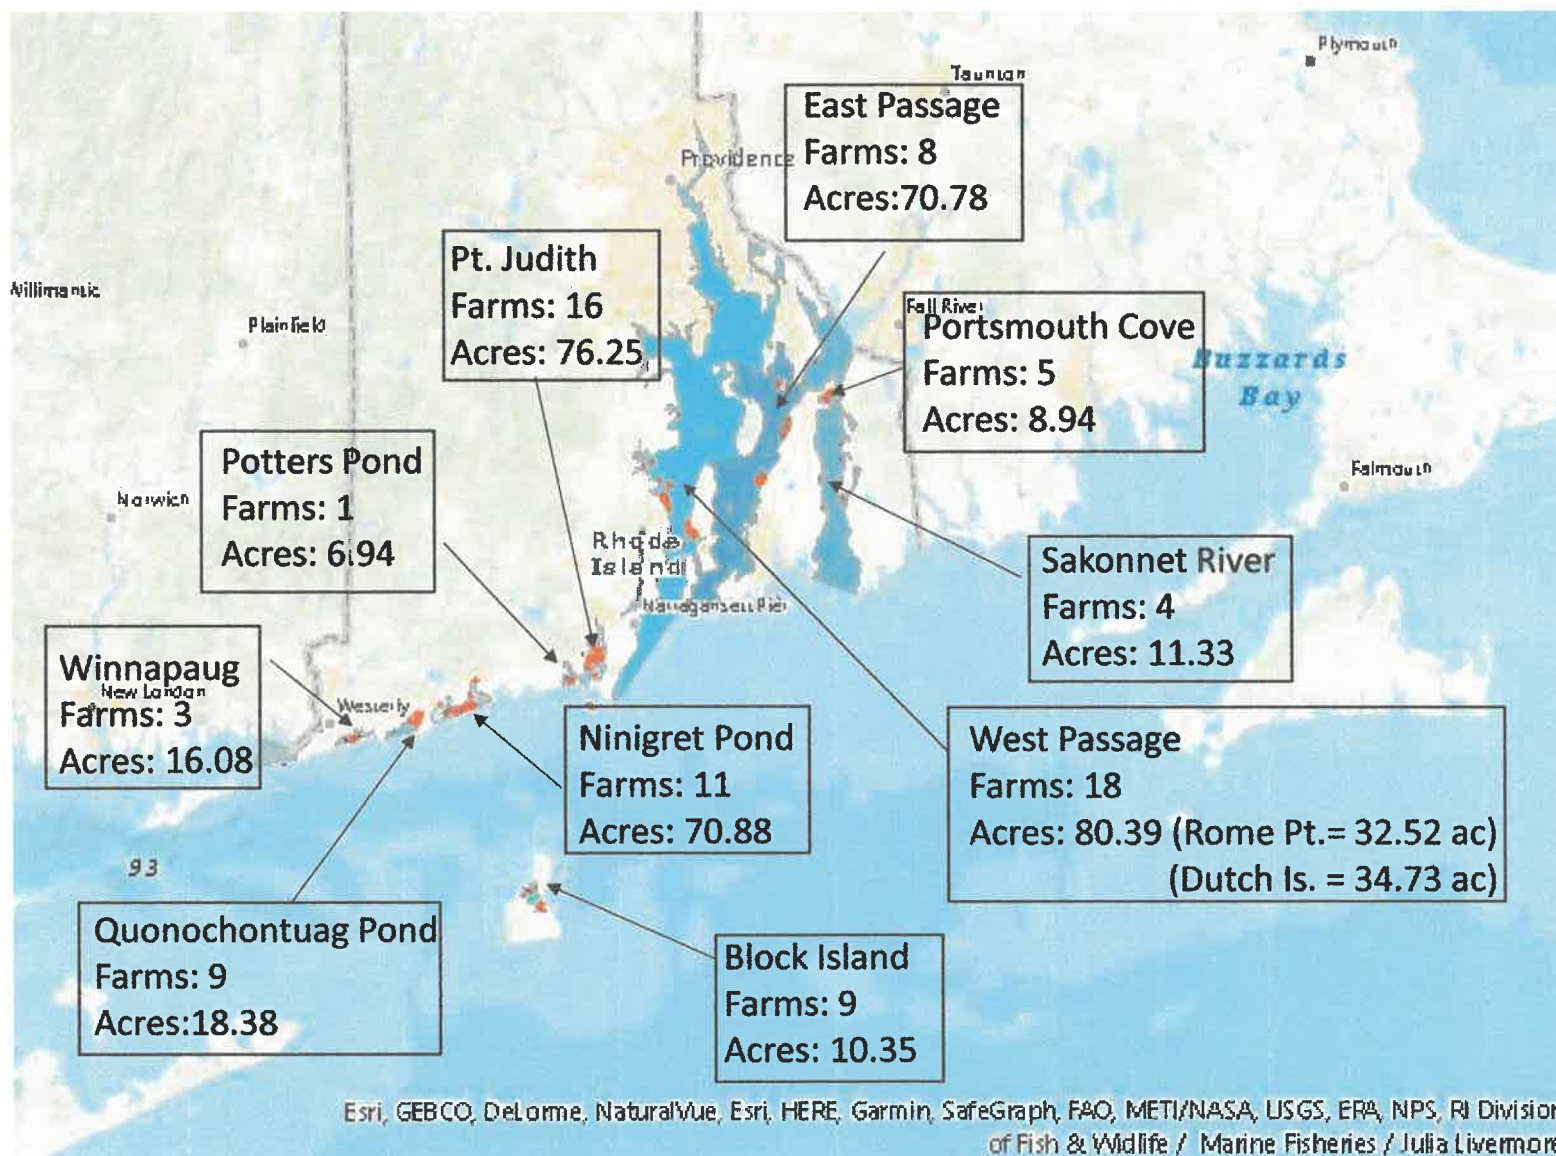 Plymouth
Taunton
East Passage
Farms: 8
Acres:70.78
Providence
Pt. Judith
Farms: 16
Acres: 76.25
Willimantic
Plainfield
Fall River
Portsmouth Cove
Farms: 5
Acres: 8.94
Buzzards
Bay
Potters Pond
Farms: 1
Acres: 6.94
Norwich
Falmouth
Rhode
Island
Narragansett Pier
Sakonnet River
Farms: 4
Acres: 11.33
Winnapaug
New London
Farms: 3
Acres: 16.08
Westerly
Ninigret Pond
Farms: 11
Acres: 70.88
West Passage
Farms: 18
Acres: 80.39 (Rome Pt.= 32.52 ac)
(Dutch Is. = 34.73 ac)
93
Quonochontuag Pond
Farms: 9
Acres:18.38
Block Island
Farms: 9
Acres: 10.35
Esri, GEBCO, DeLorme, NaturalVue, Esri, HERE, Garmin, SafeGraph, FAO, METI/NASA, USGS, EPA, NPS, RI Division
of Fish & Wildlife / Marine Fisheries / Julia Livermore